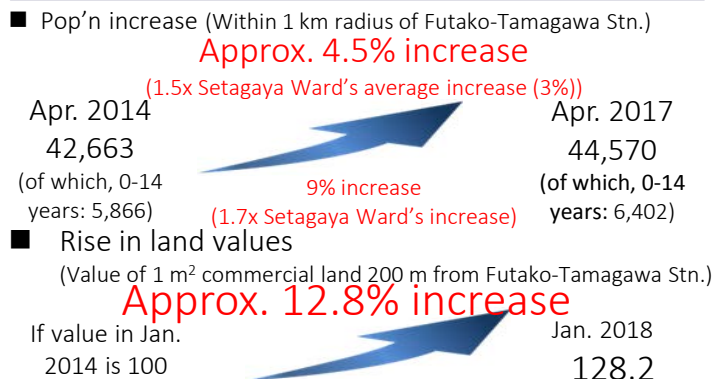 ■ Pop’n increase (Within 1 km radius of Futako-Tamagawa Stn.)
Approx. 4.5% increase
(1.5x Setagaya Ward’s average increase (3%))
Apr. 2014
42,663
(of which, 0-14
years: 5,866)
Apr. 2017
44,570
(of which, 0-14
years: 6,402)
9% increase
(1.7x Setagaya Ward’s increase)
■ Rise in land values
(Value of 1 m² commercial land 200 m from Futako-Tamagawa Stn.)
Approx. 12.8% increase
If value in Jan.
2014 is 100
Jan. 2018
128.2